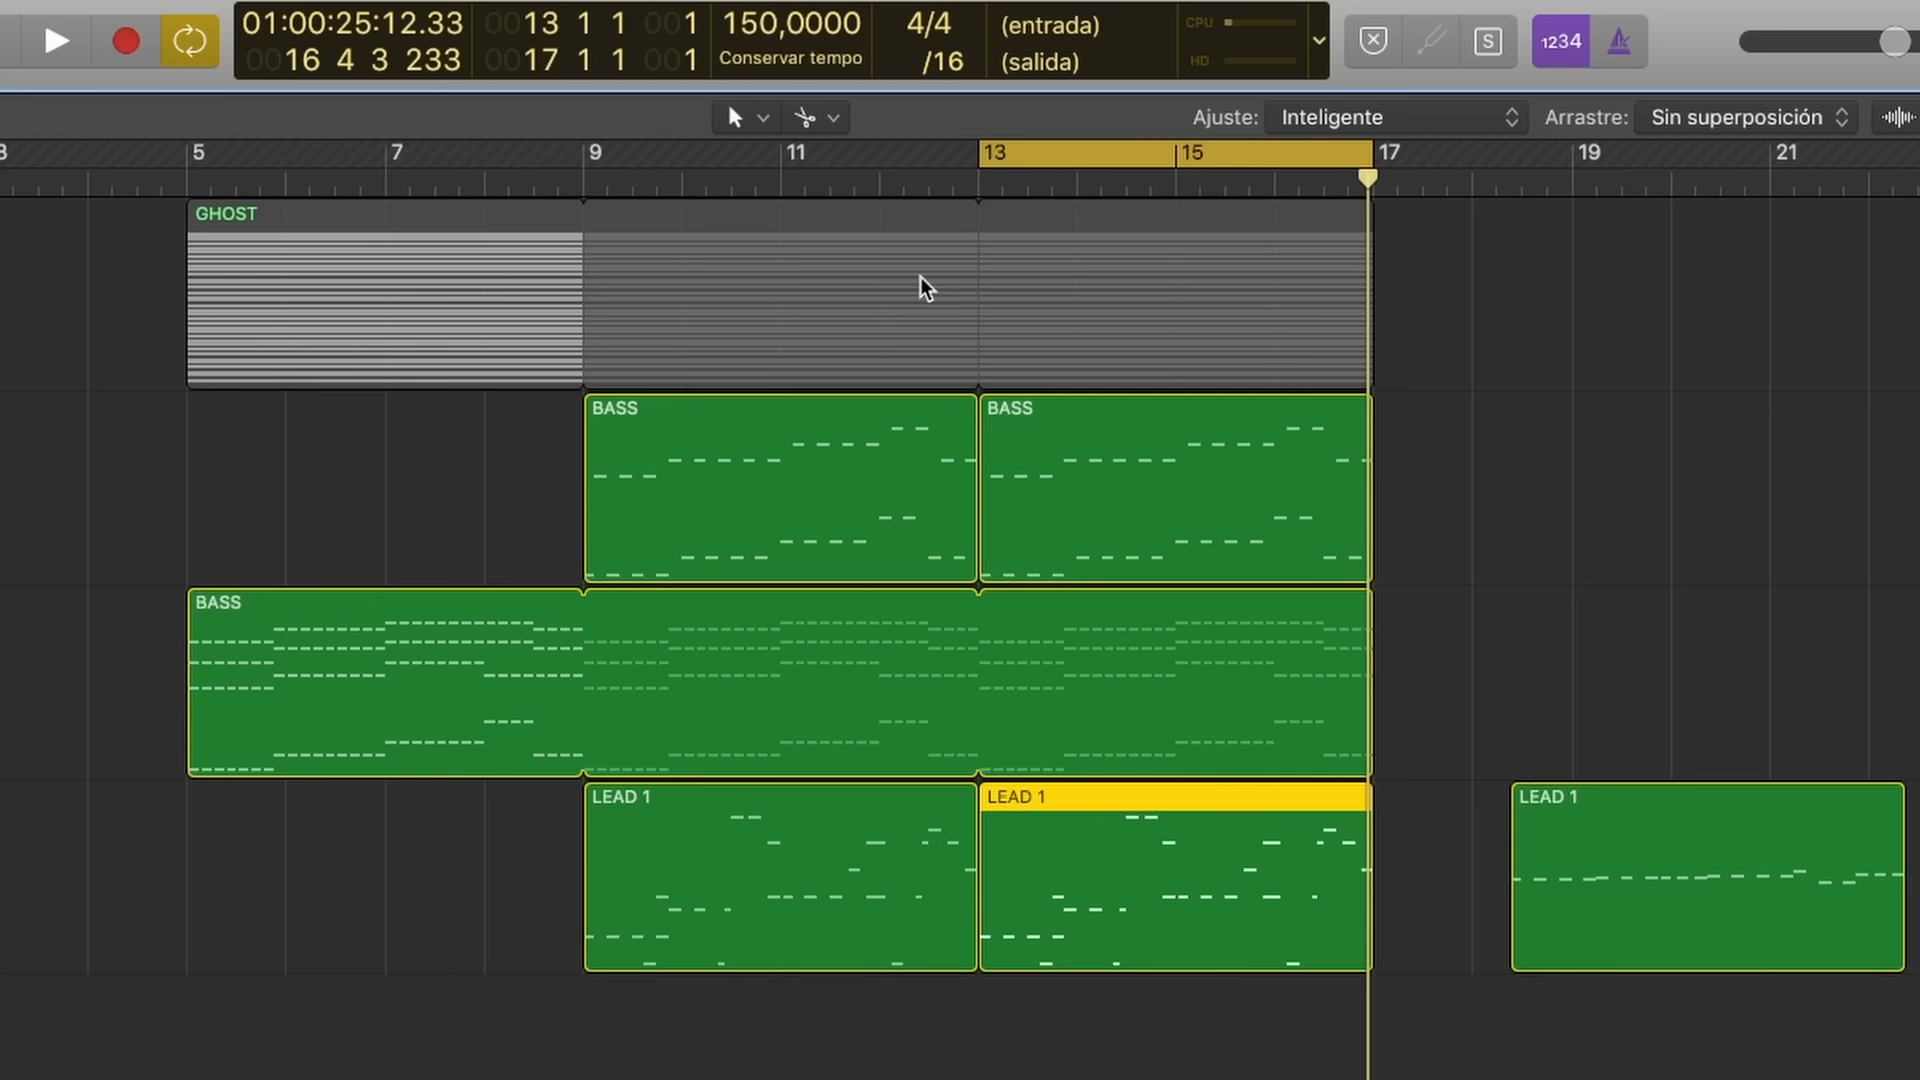 01:00:25:12.33 0013 1 1 001 150,0000 4/4 (entrada) CPU
0016 4 3 233 0017 1 1 001 Conservar tempo /16 (salida) HD
S 1234
Ajuste: Inteligente Arrastre: Sin superposición
3 5 7 9 11 13 15 17 19 21
GHOST
BASS BASS
BASS
LEAD 1 LEAD 1 LEAD 1